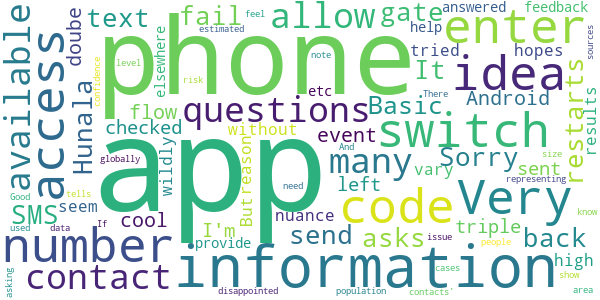 available
access
Hunala
doube
text
fail
elsewhere
allow
gate
answered
feedback
feel
estimated
help
tried
hopes
enter
sources
restarts
results
phone
confidence
level
risk
note
There
It
Basic
Android
idea
checked
flow
etc
event
without
questions
switch
SMS
seem
tells
globally
And
wildly
But
reason
many
left
Sorry
vary
sent
size
representing
Good
used
data
If
cool
app
I'm
provide
need
nuance
code
Very
know
people
number
send
asks
triple
back
issue
high
show
contact
information
asking
disappointed
population
contacts'
cases
area